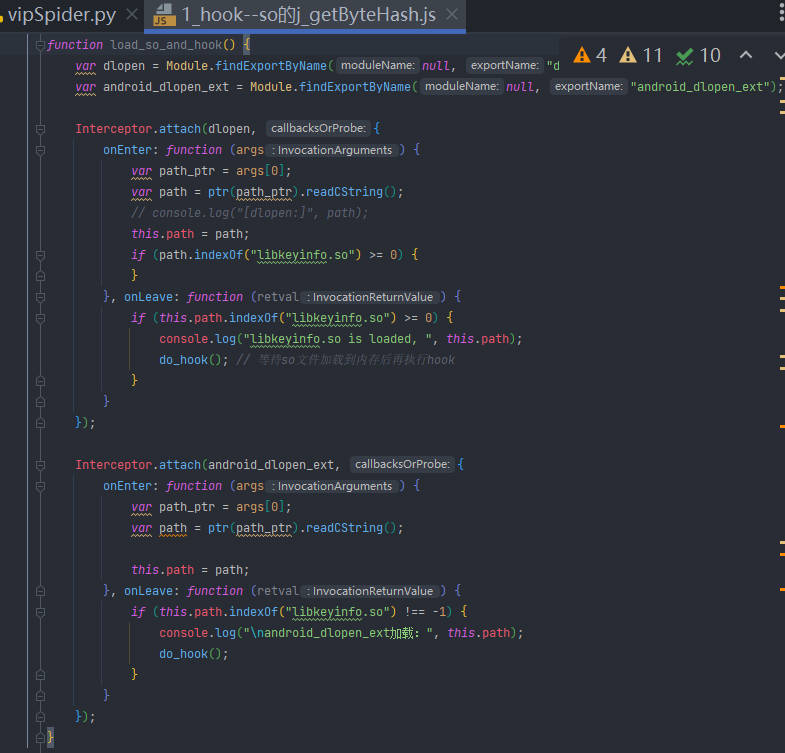 vipSpider.py 1_hook--so的j_getByteHash.js
function load_so_and_hook() {
4 11 10
var dlopen = Module.findExportByName( moduleName: null, exportName: "d
var android_dlopen_ext = Module.findExportByName( moduleName: null, exportName: "android_dlopen_ext");
Interceptor.attach(dlopen, callbacksOrProbe: {
onEnter: function (args : InvocationArguments ) {
var path_ptr = args[0];
var path = ptr(path_ptr).readCString();
// console.log("[dlopen:]", path);
this.path = path;
if (path.indexOf("libkeyinfo.so") >= 0) {
}
}, onLeave: function (retval : InvocationReturnValue ) {
if (this.path.indexOf("libkeyinfo.so") >= 0) {
console.log("libkeyinfo.so is loaded, ", this.path);
do_hook(); // 等待so文件加载到内存后再执行hook
}
}
});
Interceptor.attach(android_dlopen_ext, callbacksOrProbe: {
onEnter: function (args : InvocationArguments ) {
var path_ptr = args[0];
var path = ptr(path_ptr).readCString();
this.path = path;
}, onLeave: function (retval : InvocationReturnValue ) {
if (this.path.indexOf("libkeyinfo.so") !== -1) {
console.log("\nandroid_dlopen_ext加载: ", this.path);
do_hook();
}
}
});
}